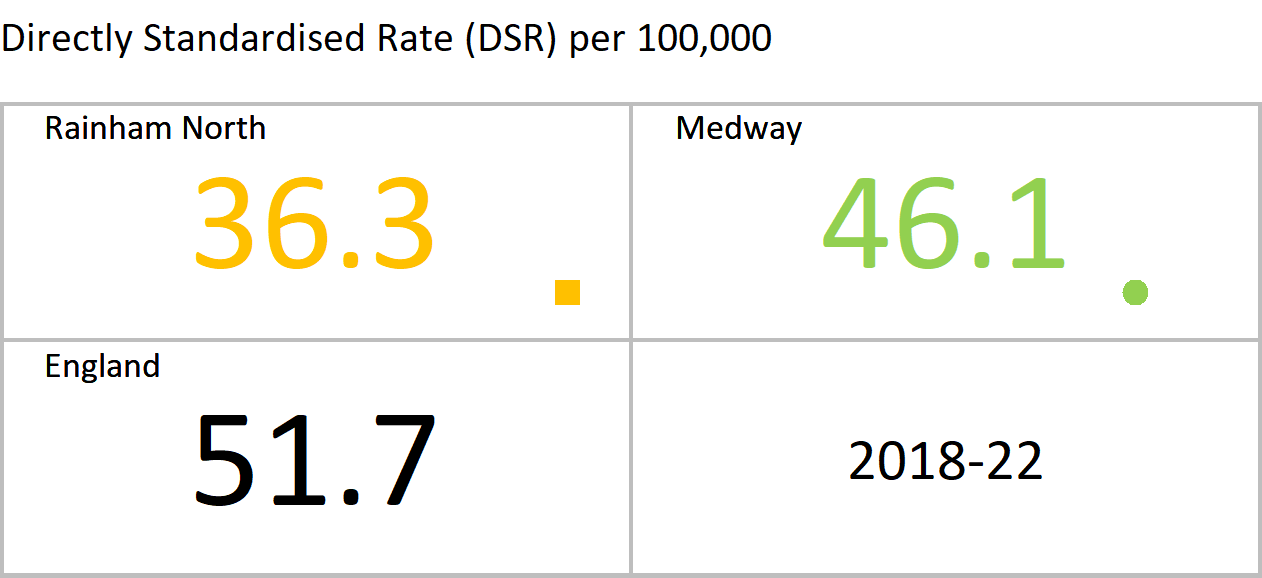 Directly Standardised Rate (DSR) per 100,000
Rainham North
36.3
Medway
46.1
England
51.7
2018-22